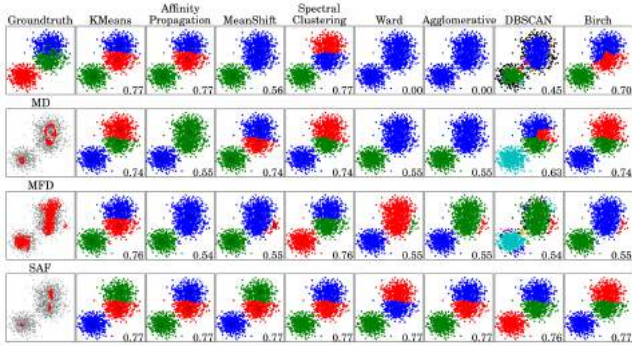 Groundtruth KMeans Affinity Propagation MeanShift Spectral Clustering Ward Agglomerative DBSCAN Birch
0.77 0.77 0.56 0.77 0.00 0.00 0.45 0.70
MD
0.74 0.55 0.74 0.74 0.55 0.55 0.63 0.74
MFD
0.76 0.54 0.55 0.76 0.55 0.55 0.54 0.55
SAF
0.77 0.77 0.77 0.77 0.77 0.77 0.76 0.77